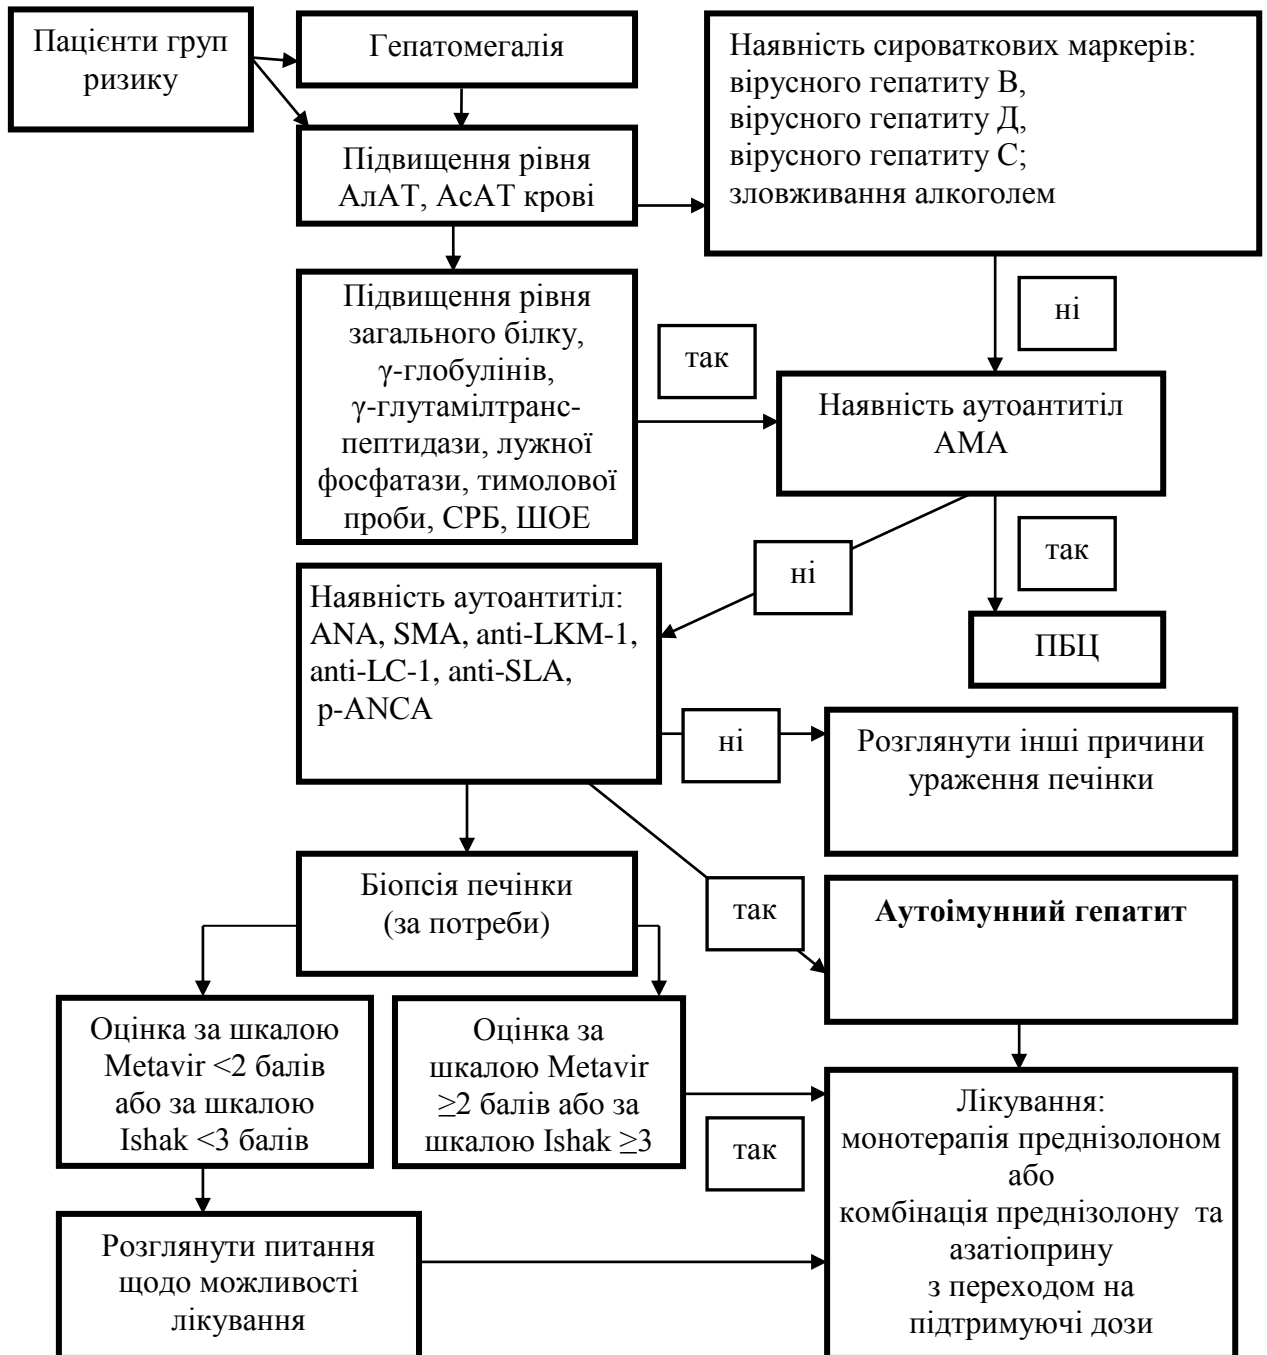 Пацієнти груп
ризику
Гепатомегалія
Наявність сироваткових маркерів:
вірусного гепатиту В,
вірусного гепатиту Д,
вірусного гепатиту С;
зловживання алкоголем
Підвищення рівня
АлАТ, АсАТ крові
Підвищення рівня
загального білку,
γ-глобулінів,
γ-глутамілтранс-
пептидази, лужної
фосфатази, тимолової
проби, СРБ, ШОЕ
так
ні
Наявність аутоантитіл
АМА
ні
так
ПБЦ
Наявність аутоантитіл:
ANA, SMA, anti-LKM-1,
anti-LC-1, anti-SLA,
p-ANCA
ні
Розглянути інші причини
ураження печінки
Біопсія печінки
(за потреби)
так
Аутоімунний гепатит
Оцінка за шкалою
Metavir <2 балів
або за шкалою
Ishak <3 балів
Оцінка за
шкалою Metavir
≥2 балів або за
шкалою Ishak ≥3
так
Лікування:
монотерапія преднізолоном
або
комбінація преднізолону та
азатіоприну
з переходом на
підтримуючі дози
Розглянути питання
щодо можливості
лікування